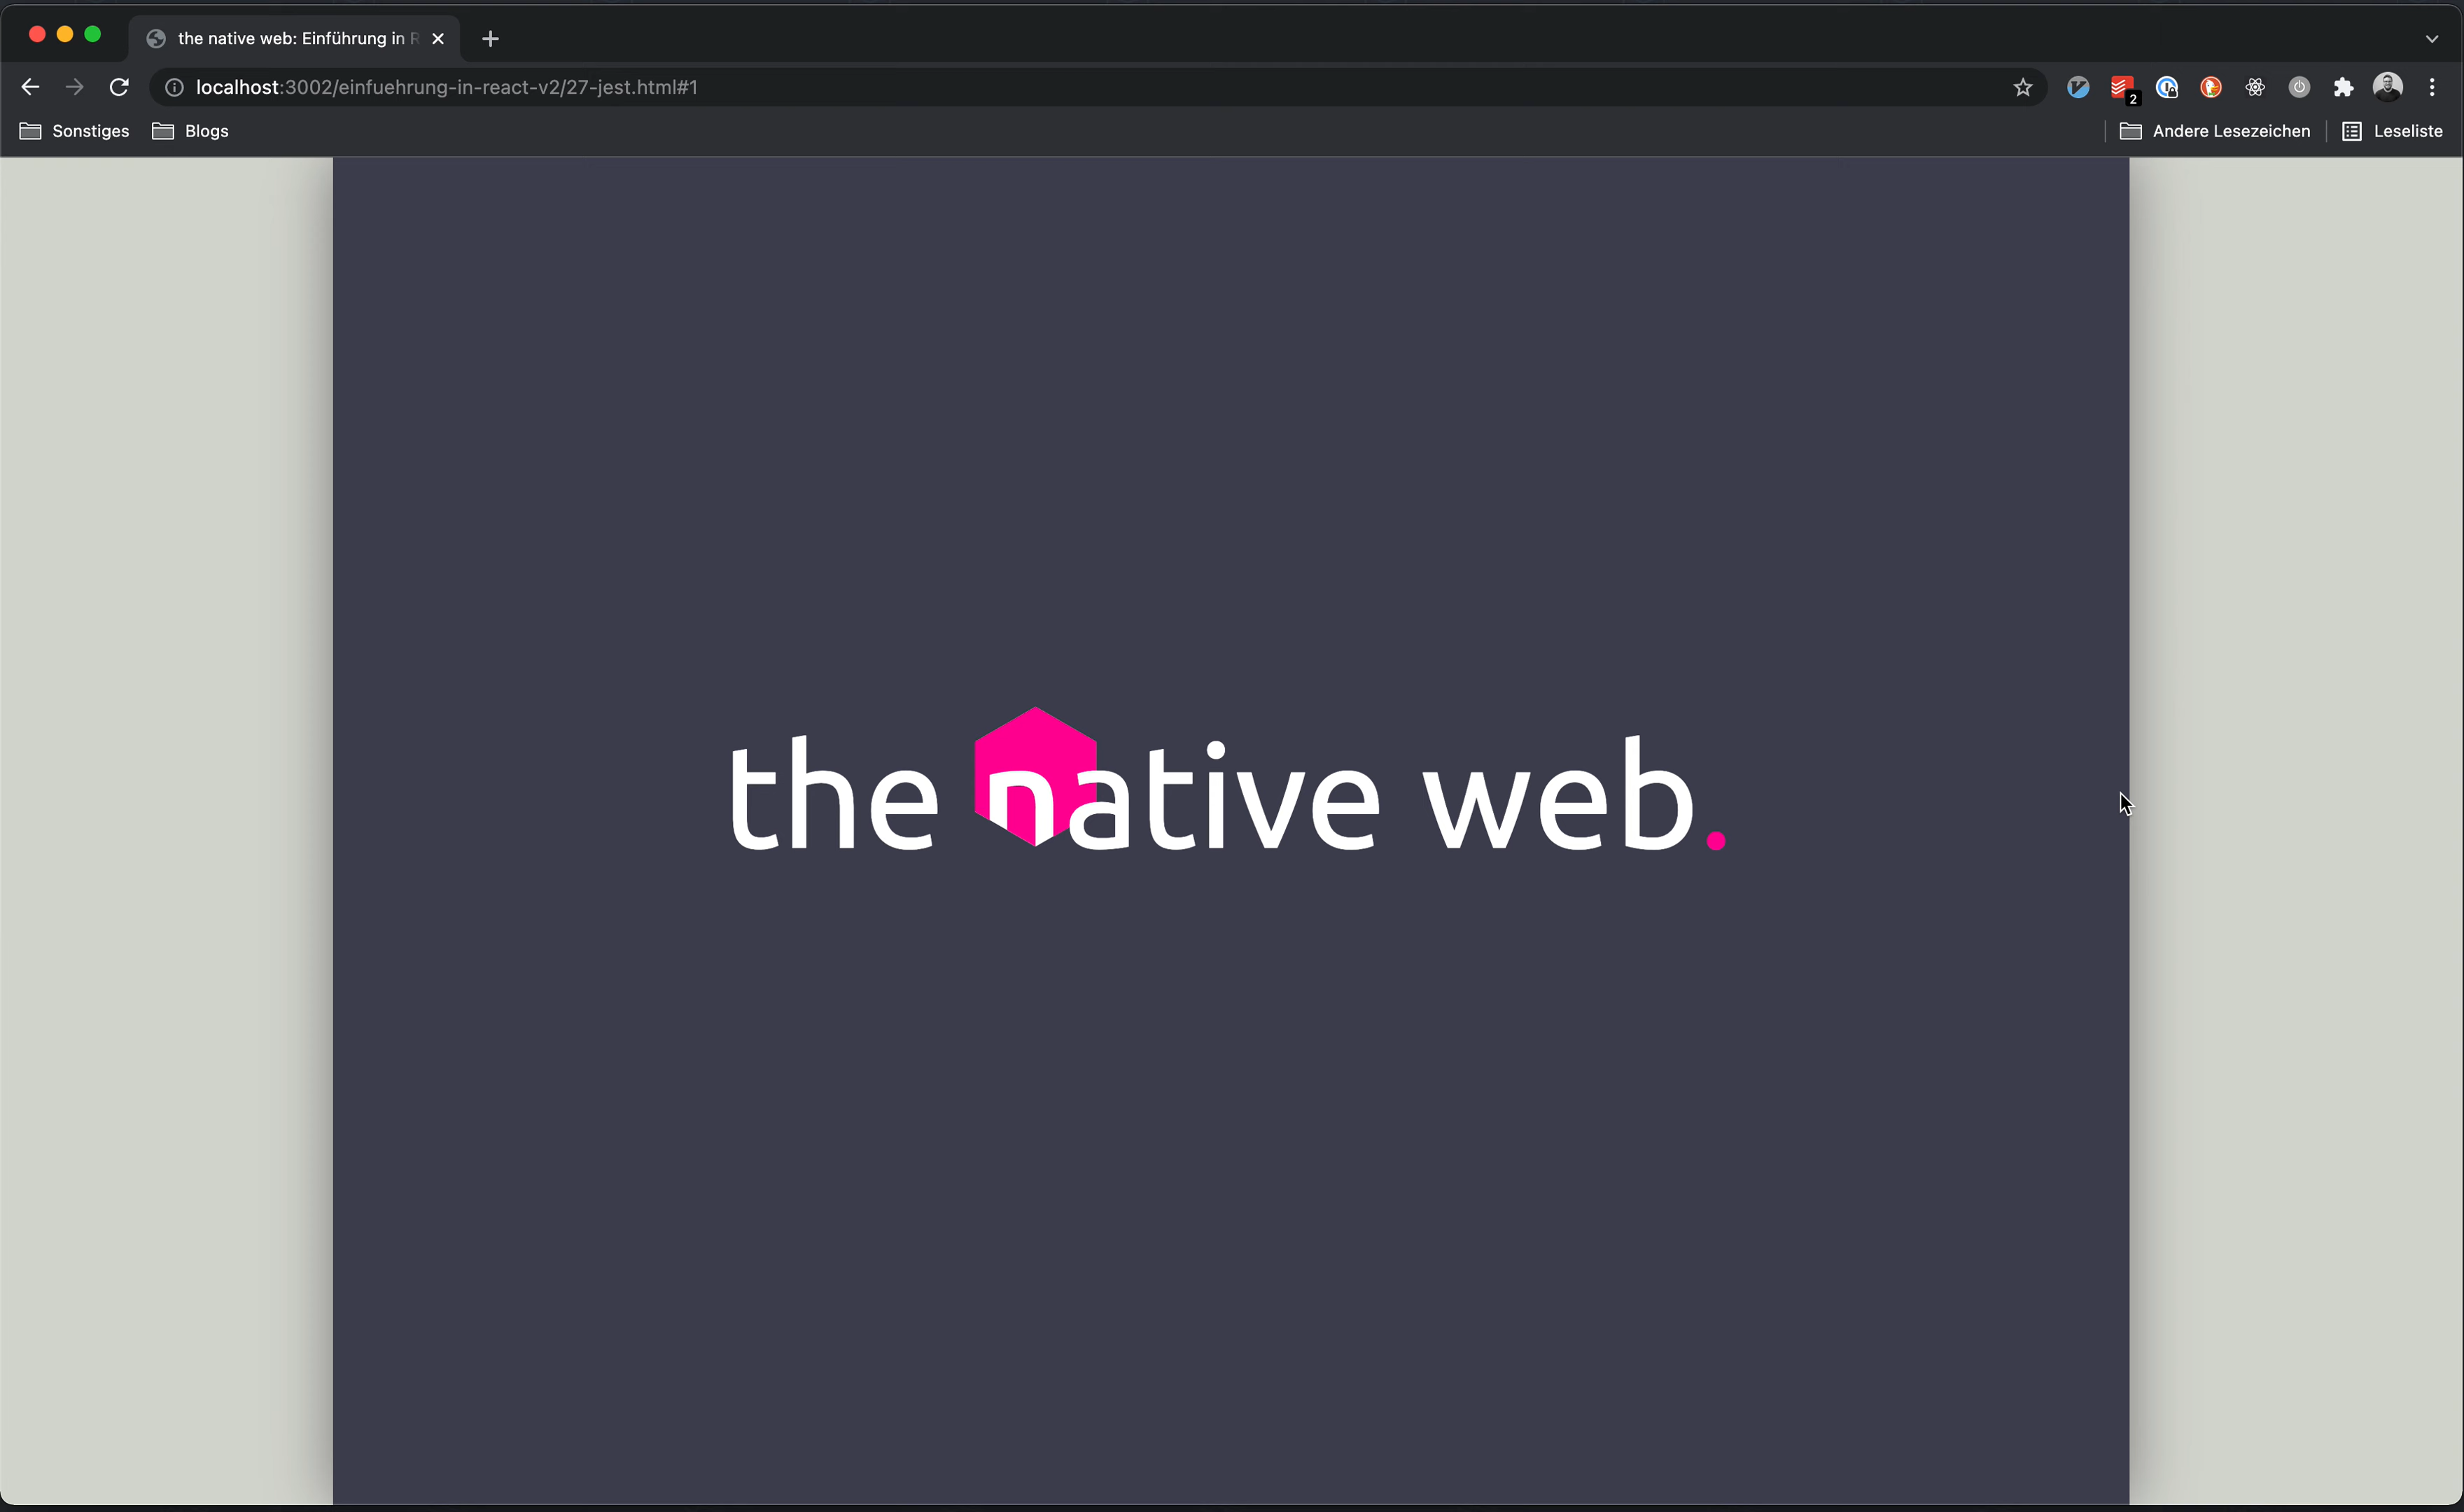 the native web: Einführung in R
localhost:3002/einfuehrung-in-react-v2/27-jest.html#1
2
Sonstiges Blogs Andere Lesezeichen Leseliste
the native web.